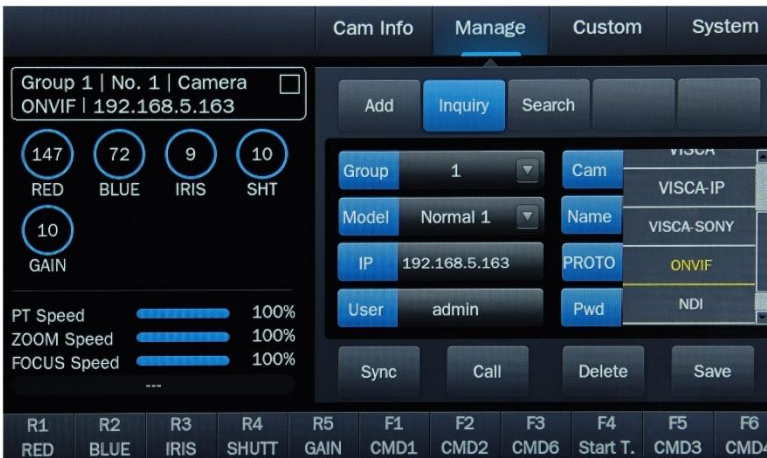 Cam Info Manage Custom System
Group 1 | No. 1 | Camera
ONVIF | 192.168.5.163
147 72 9 10
RED BLUE IRIS SHT
10
GAIN
PT Speed 100%
ZOOM Speed 100%
FOCUS Speed 100%
---
Add Inquiry Search
Group 1 Cam
Model Normal 1 Name
IP 192.168.5.163 PROTO
User admin Pwd
VISCA
VISCA-IP
VISCA-SONY
ONVIF
NDI
Sync Call Delete Save
R1 R2 R3 R4 R5 F1 F2 F3 F4 F5 F6
RED BLUE IRIS SHUTT GAIN CMD1 CMD2 CMD6 Start T. CMD3 CMD4